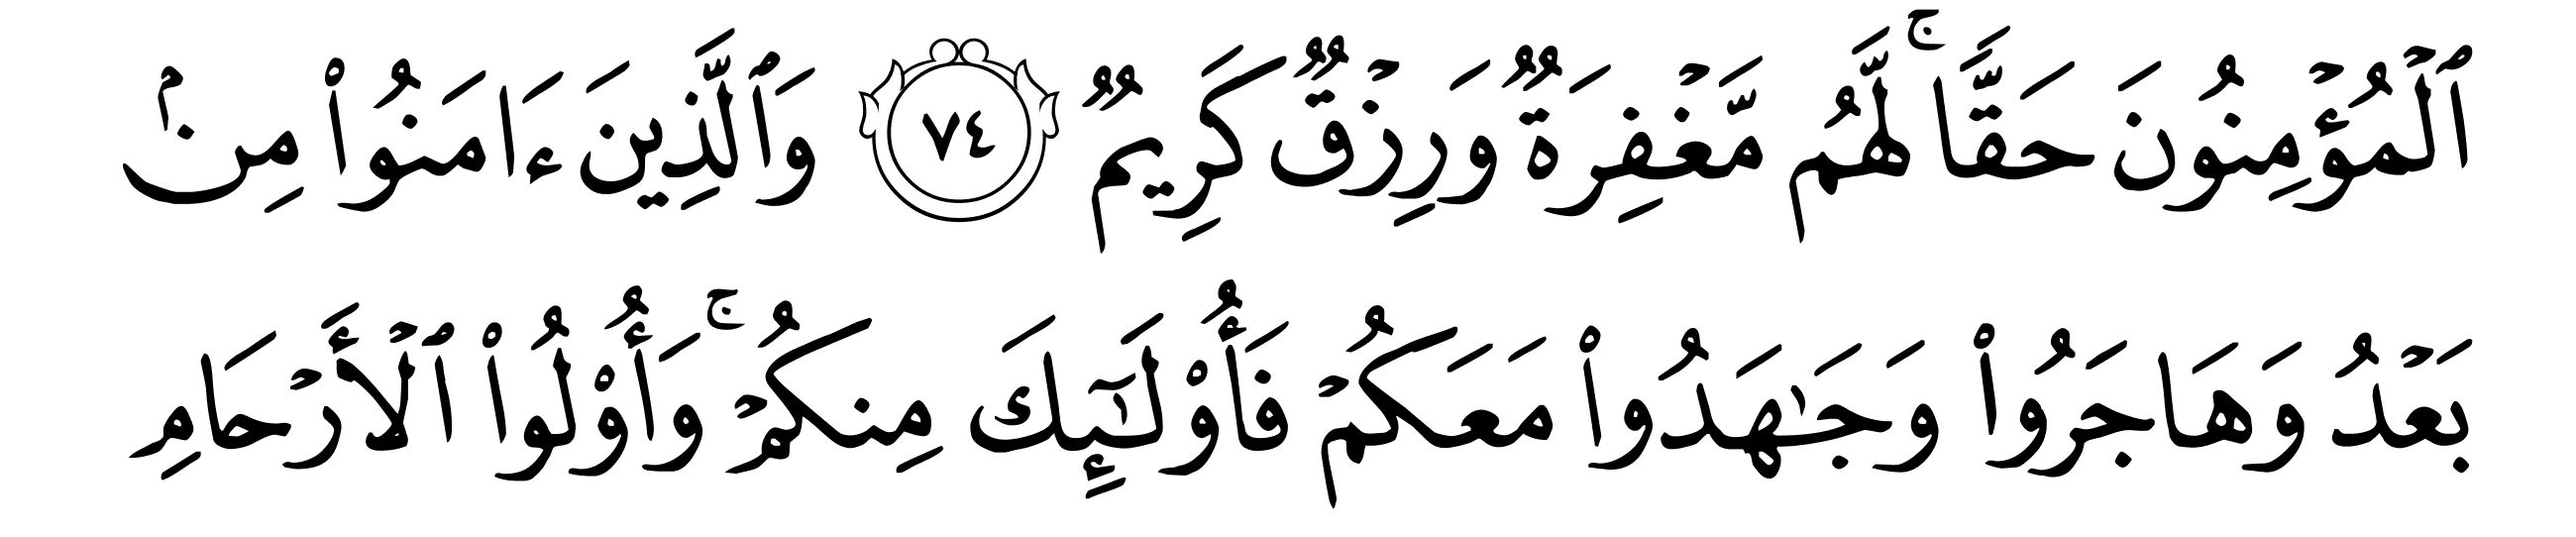 ٱلْمُؤْمِنُونَ حَقًّا ۚ لَّهُم مَّغْفِرَةٌ وَرِزْقٌ كَرِيمٌ ٧٤ وَٱلَّذِينَ ءَامَنُوا۟ مِنۢ
بَعْدُ وَهَاجَرُوا۟ وَجَـٰهَدُوا۟ مَعَكُمْ فَأُو۟لَـٰٓئِكَ مِنكُمْ ۚ وَأُو۟لُوا۟ ٱلْأَرْحَامِ